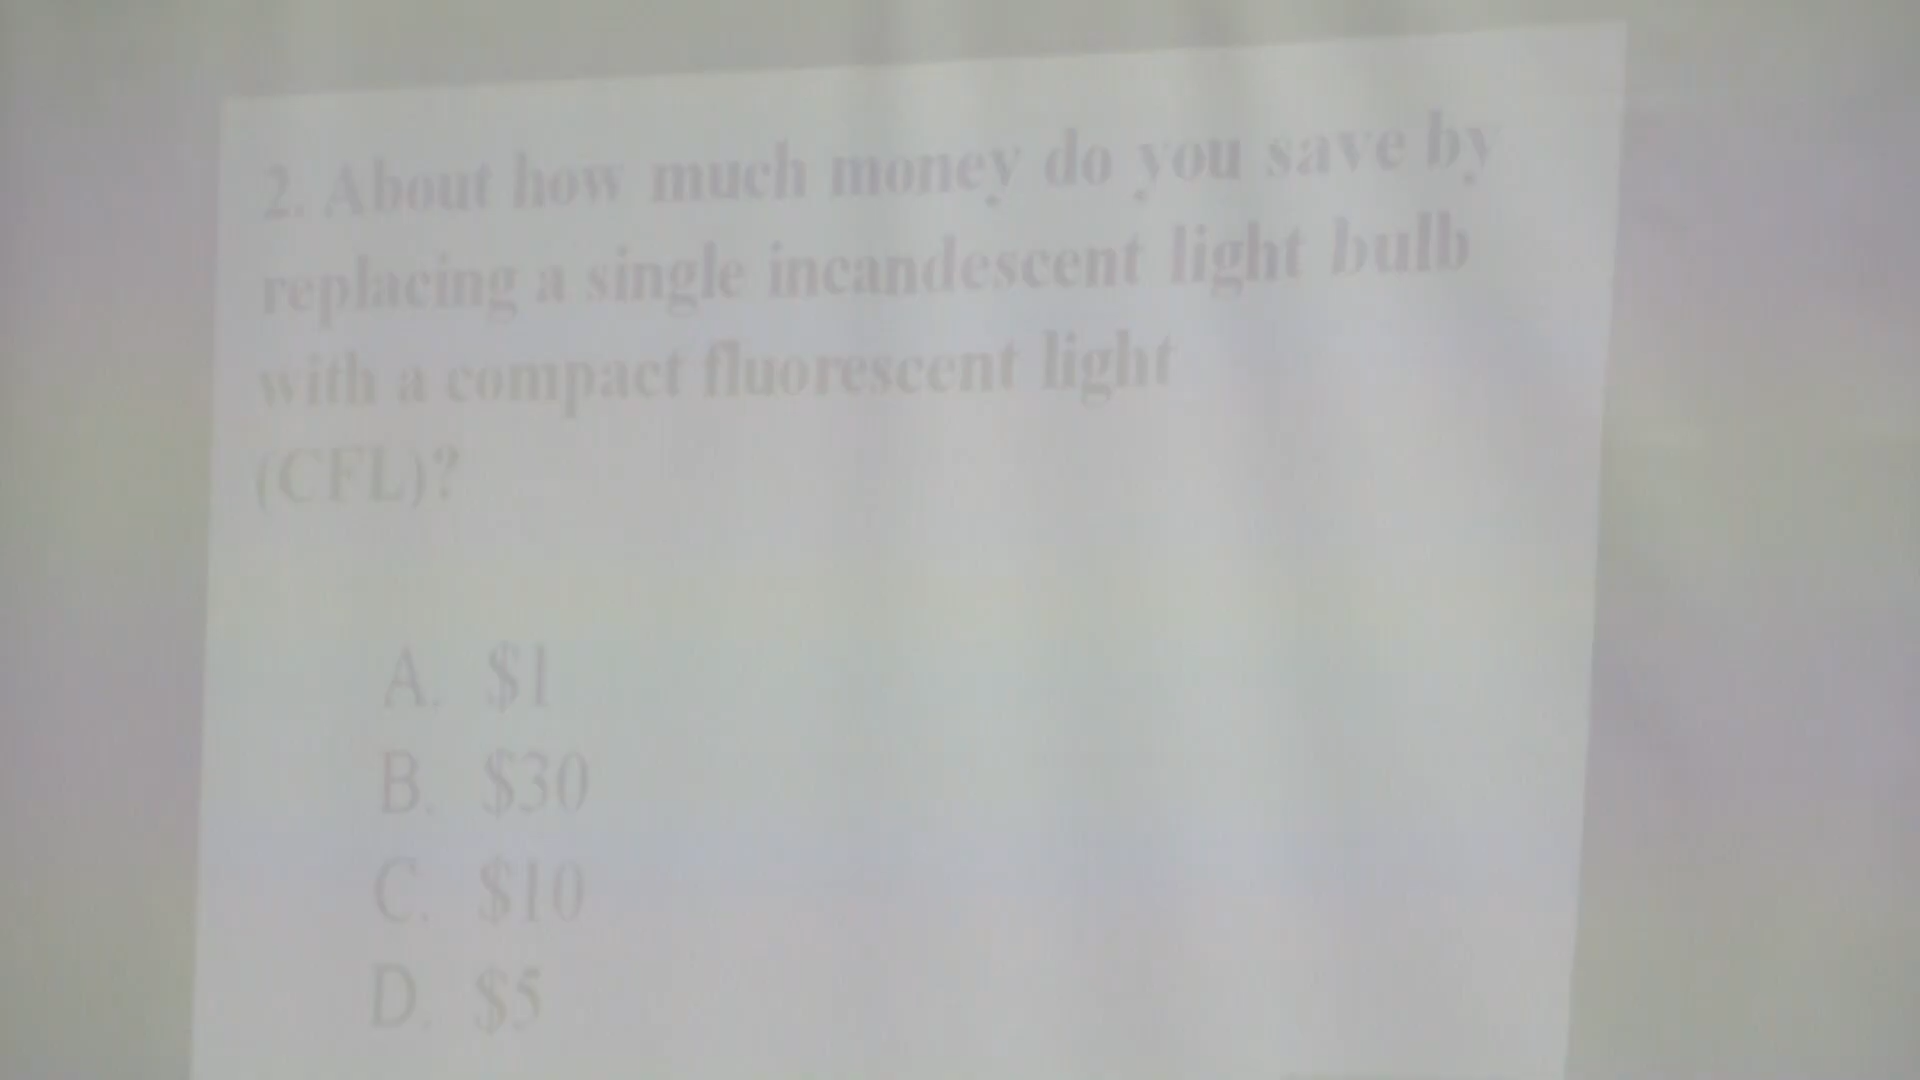 2. About how much money do you save by
replacing a single incandescent light bulb
with a compact fluorescent light
(CFL)?
A. $1
B. $30
C. $10
D. $5